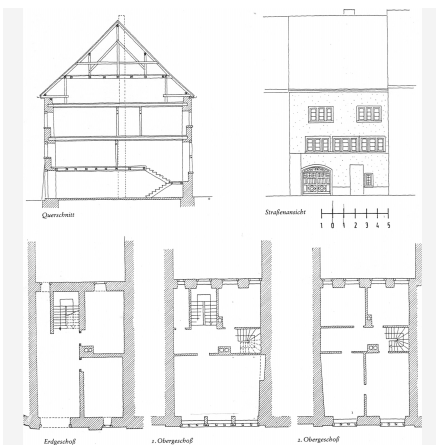 Querschnitt
Straßenansicht
1 0 1 2 3 4 5
Erdgeschoß
1. Obergeschoß
2. Obergeschoß